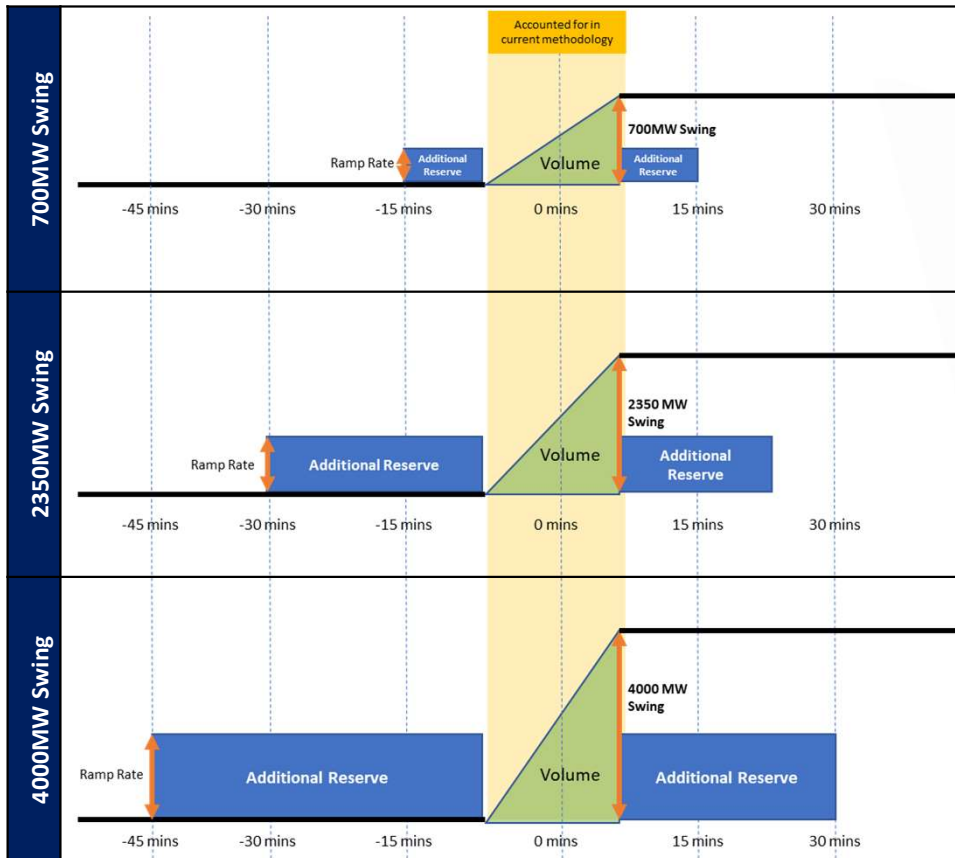 Accounted for in
current methodology
700MW Swing
700MW Swing
Ramp Rate
Additional
Reserve
Volume
Additional
Reserve
-45 mins
-30 mins
-15 mins
0 mins
15 mins
30 mins
2350MW Swing
2350 MW
Swing
Ramp Rate
Additional Reserve
Volume
Additional
Reserve
-45 mins
-30 mins
-15 mins
0 mins
15 mins
30 mins
4000MW Swing
4000 MW
Swing
Ramp Rate
Additional Reserve
Volume
Additional Reserve
-45 mins
-30 mins
-15 mins
0 mins
15 mins
30 mins